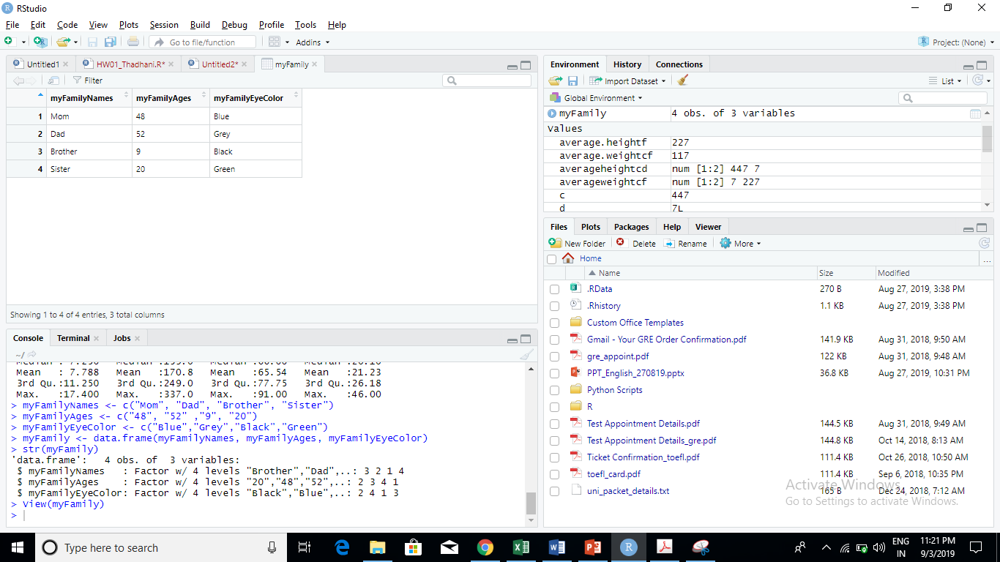 RStudio
File Edit Code View Plots Session Build Debug Profile Tools Help
Go to file/function Addins Project: (None)
Untitled1 HW01_Thadhani.R* Untitled2* myFamily
Filter
myFamilyNames myFamilyAges myFamilyEyeColor
1 Mom 48 Blue
2 Dad 52 Grey
3 Brother 9 Black
4 Sister 20 Green
Showing 1 to 4 of 4 entries, 3 total columns
Console Terminal Jobs
~/
Mean : 7.788 Mean :170.8 Mean :65.54 Mean :21.23
3rd Qu.:11.250 3rd Qu.:249.0 3rd Qu.:77.75 3rd Qu.:26.18
Max. :17.400 Max. :337.0 Max. :91.00 Max. :46.00
> myFamilyNames <- c("Mom", "Dad", "Brother", "Sister")
> myFamilyAges <- c("48", "52" ,"9", "20")
> myFamilyEyeColor <- c("Blue","Grey","Black","Green")
> myFamily <- data.frame(myFamilyNames, myFamilyAges, myFamilyEyeColor)
> str(myFamily)
'data.frame': 4 obs. of 3 variables:
$ myFamilyNames : Factor w/ 4 levels "Brother","Dad",..: 3 2 1 4
$ myFamilyAges : Factor w/ 4 levels "20","48","52",..: 2 3 4 1
$ myFamilyEyeColor: Factor w/ 4 levels "Black","Blue",..: 2 4 1 3
> View(myFamily)
>
Environment History Connections
Import Dataset List
Global Environment
myFamily 4 obs. of 3 variables
Values
average.heightf 227
average.weightcf 117
averageheightcd num [1:2] 447 7
averageweightcf num [1:2] 7 227
c 447
d 7L
Files Plots Packages Help Viewer
New Folder Delete Rename More
Home ...
Name Size Modified
.RData 270 B Aug 27, 2019, 3:38 PM
.Rhistory 1.1 KB Aug 27, 2019, 3:38 PM
Custom Office Templates
Gmail - Your GRE Order Confirmation.pdf 141.9 KB Aug 31, 2018, 9:50 AM
gre_appoint.pdf 122 KB Aug 31, 2018, 9:48 AM
PPT_English_270819.pptx 36.8 KB Aug 27, 2019, 10:31 PM
Python Scripts
R
Test Appointment Details.pdf 144.5 KB Aug 31, 2018, 9:49 AM
Test Appointment Details_gre.pdf 144.8 KB Oct 14, 2018, 8:13 AM
Ticket Confirmation_toefl.pdf 111.4 KB Oct 26, 2018, 10:50 AM
toefl_card.pdf 111.4 KB Sep 6, 2018, 10:35 PM
uni_packet_details.txt 165 B Dec 24, 2018, 7:12 AM
Activate Windows
Go to Settings to activate Windows.
Type here to search
ENG 11:21 PM
IN 9/3/2019